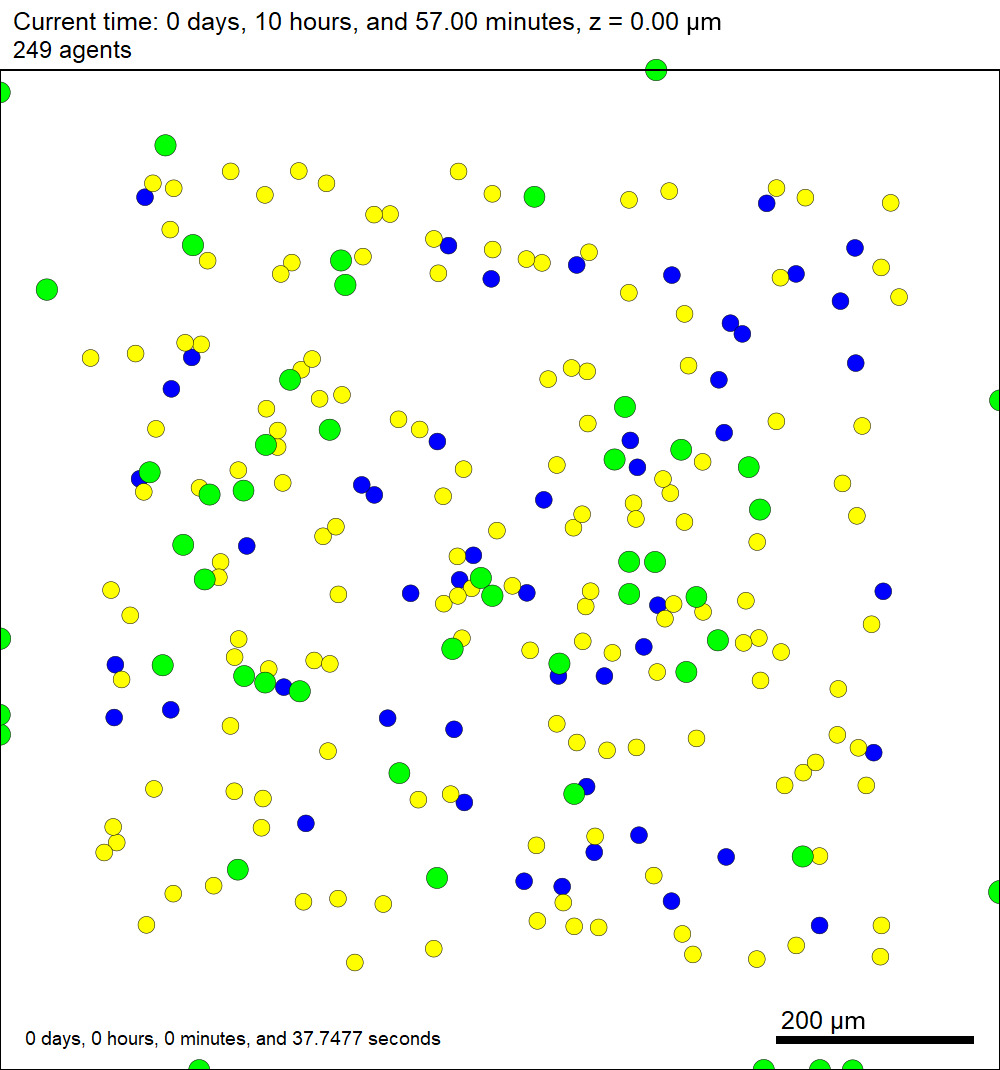 Current time: 0 days, 10 hours, and 57.00 minutes, z = 0.00 µm
249 agents
200 µm
0 days, 0 hours, 0 minutes, and 37.7477 seconds